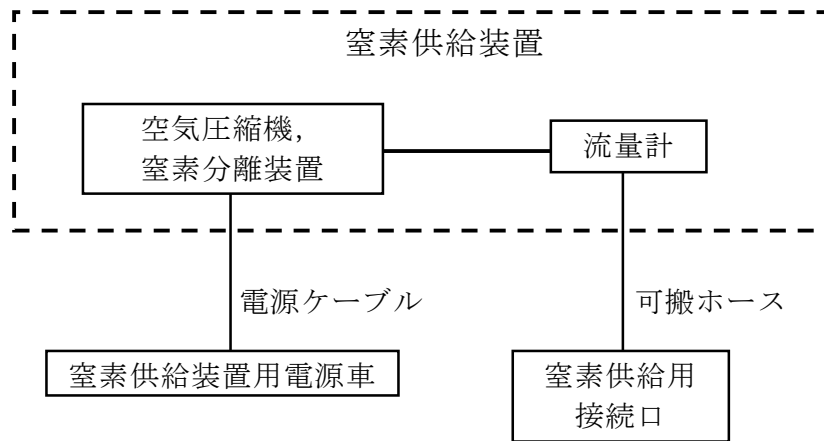 窒素供給装置
空気圧縮機,
窒素分離装置
流量計
電源ケーブル
可搬ホース
窒素供給装置用電源車
窒素供給用
接続口